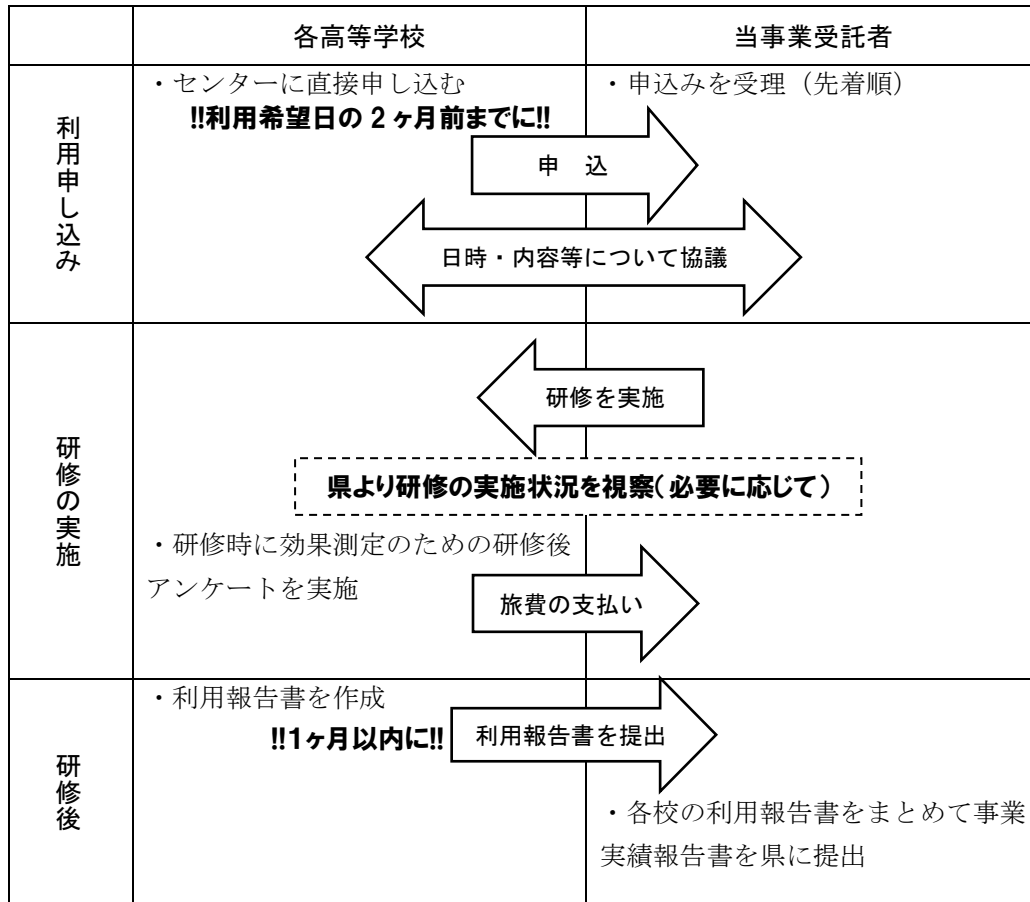 各高等学校
当事業受託者
利用申し込み
・センターに直接申し込む
!!利用希望日の 2 ヶ月前までに!!
・申込みを受理（先着順）
申　込
日時・内容等について協議
研修の実施
研修を実施
県より研修の実施状況を視察（必要に応じて）
・研修時に効果測定のための研修後
アンケートを実施
旅費の支払い
研修後
・利用報告書を作成
!!1ヶ月以内に!!
利用報告書を提出
・各校の利用報告書をまとめて事業
実績報告書を県に提出